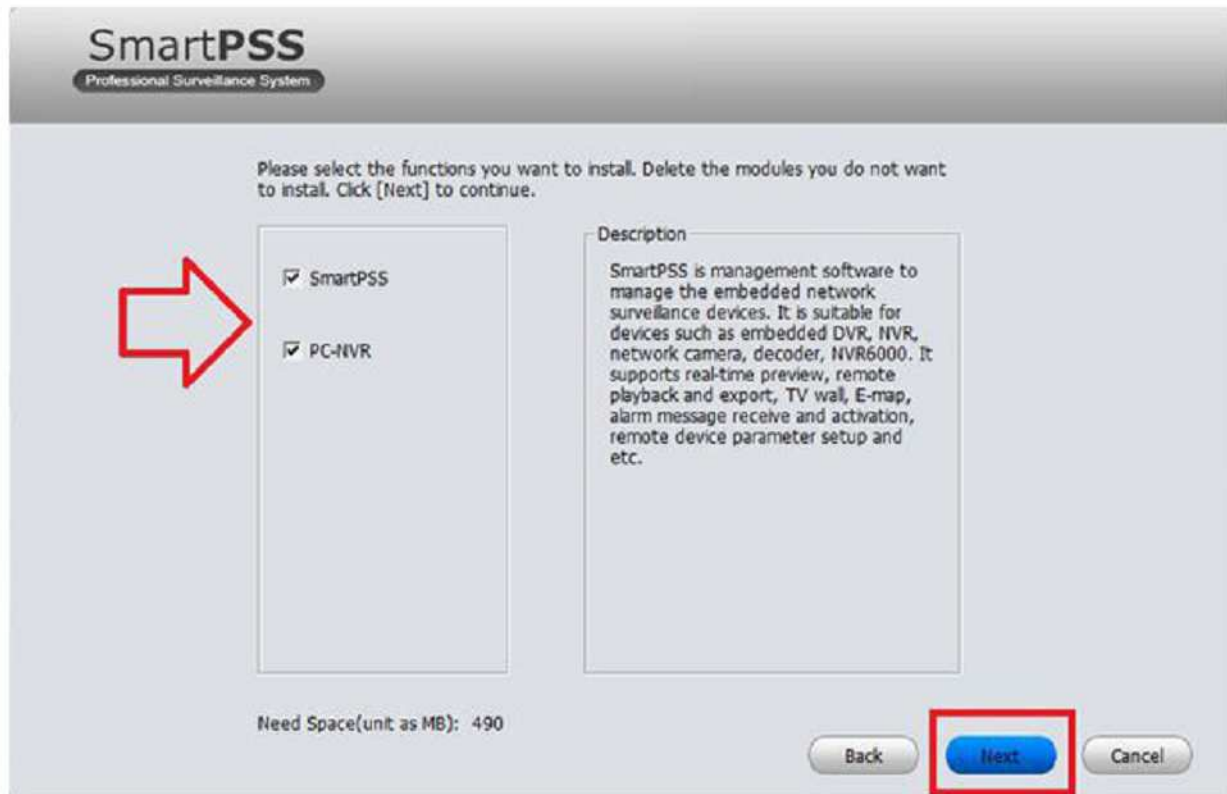 SmartPSS
Professional Surveillance System
Please select the functions you want to install. Delete the modules you do not want
to install. Click [Next] to continue.
SmartPSS
PC-NVR
Description
SmartPSS is management software to
manage the embedded network
surveillance devices. It is suitable for
devices such as embedded DVR, NVR,
network camera, decoder, NVR6000. It
supports real-time preview, remote
playback and export, TV wall, E-map,
alarm message receive and activation,
remote device parameter setup and
etc.
Need Space(unit as MB): 490
Back
Next
Cancel